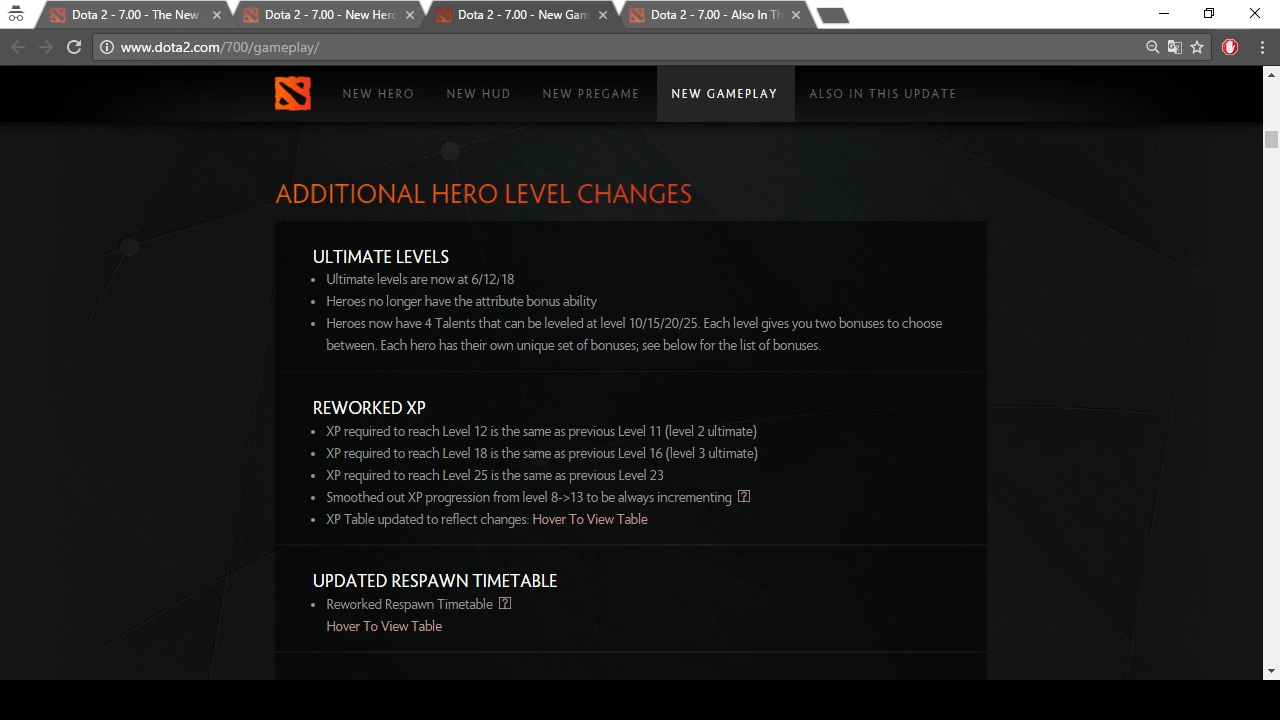 Dota 2 - 7.00 - The New
Dota 2 - 7.00 - New Hero
Dota 2 - 7.00 - New Gam
Dota 2 - 7.00 - Also In Th
www.dota2.com/700/gameplay/
NEW HERO
NEW HUD
NEW PREGAME
NEW GAMEPLAY
ALSO IN THIS UPDATE
ADDITIONAL HERO LEVEL CHANGES
ULTIMATE LEVELS
• Ultimate levels are now at 6/12/18
• Heroes no longer have the attribute bonus ability
• Heroes now have 4 Talents that can be leveled at level 10/15/20/25. Each level gives you two bonuses to choose
between. Each hero has their own unique set of bonuses; see below for the list of bonuses.
REWORKED XP
• XP required to reach Level 12 is the same as previous Level 11 (level 2 ultimate)
• XP required to reach Level 18 is the same as previous Level 16 (level 3 ultimate)
• XP required to reach Level 25 is the same as previous Level 23
• Smoothed out XP progression from level 8->13 to be always incrementing [?]
• XP Table updated to reflect changes: Hover To View Table
UPDATED RESPAWN TIMETABLE
• Reworked Respawn Timetable [?]
Hover To View Table